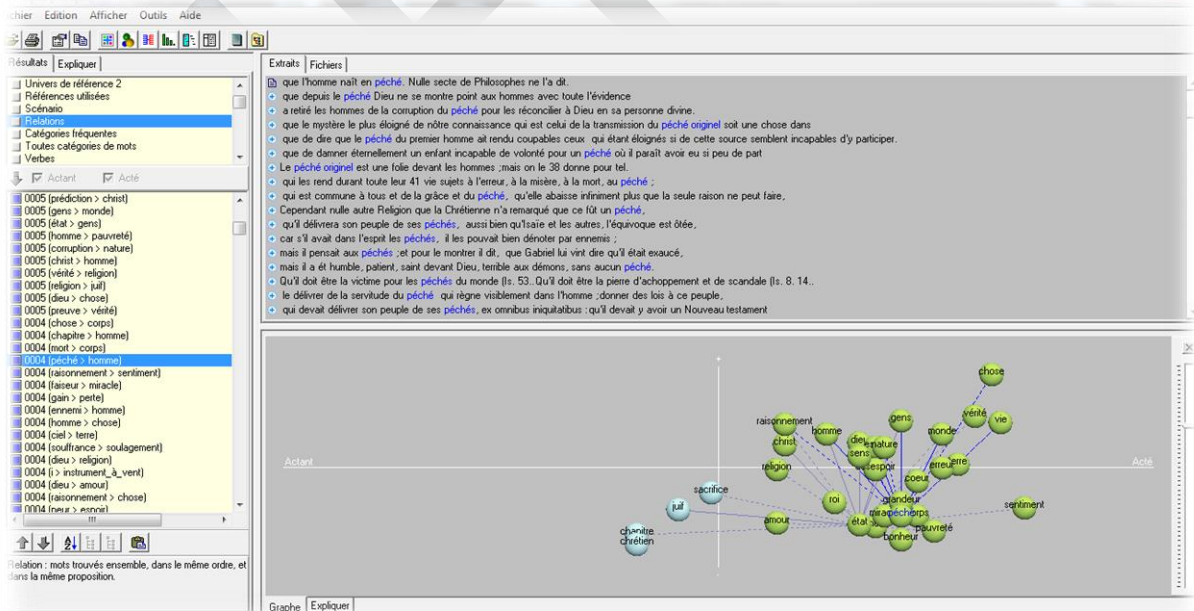 chier Edition Afficher Outils Aide
Résultats Expliquer
Univers de référence 2
Références utilisées
Scénario
Relations
Catégories fréquentes
Toutes catégories de mots
Verbes
Actant Acté
0005 (prédiction > christ)
0005 (gens > monde)
0005 (état > gens)
0005 (homme > pauvreté)
0005 (corruption > nature)
0005 (christ > homme)
0005 (vérité > religion)
0005 (religion > juif)
0005 (dieu > chose)
0005 (preuve > vérité)
0004 (chose > corps)
0004 (chapitre > homme)
0004 (mort > corps)
0004 (péché > homme)
0004 (raisonnement > sentiment)
0004 (faiseur > miracle)
0004 (gain > perte)
0004 (ennemi > homme)
0004 (homme > chose)
0004 (ciel > terre)
0004 (souffrance > soulagement)
0004 (dieu > religion)
0004 (i > instrument_à_vent)
0004 (dieu > amour)
0004 (raisonnement > chose)
0004 (peur > espoir)
Relation : mots trouvés ensemble, dans le même ordre, et
dans la même proposition.
Extraits Fichiers
que l'homme naît en péché. Nulle secte de Philosophes ne l'a dit.
que depuis le péché Dieu ne se montre point aux hommes avec toute l'évidence
a retiré les hommes de la corruption du péché pour les réconcilier à Dieu en sa personne divine.
que le mystère le plus éloigné de nôtre connaissance qui est celui de la transmission du péché originel soit une chose dans
que de dire que le péché du premier homme ait rendu coupables ceux qui étant éloignés si de cette source semblent incapables d'y participer.
que de damner éternellement un enfant incapable de volonté pour un péché où il paraît avoir eu si peu de part
Le péché originel est une folie devant les hommes ;mais on le 38 donne pour tel.
qui les rend durant toute leur 41 vie sujets à l'erreur, à la misère, à la mort, au péché ;
qui est commune à tous et de la grâce et du péché, qu'elle abaisse infiniment plus que la seule raison ne peut faire,
Cependant nulle autre Religion que la Chrétienne n'a remarqué que ce fût un péché,
qu'il délivrera son peuple de ses péchés, aussi bien qu'Isaïe et les autres, l'équivoque est ôtée,
car s'il avait dans l'esprit les péchés, il les pouvait bien dénoter par ennemis ;
mais il pensait aux péchés ;et pour le montrer il dit, que Gabriel lui vint dire qu'il était exaucé,
mais il a ét humble, patient, saint devant Dieu, terrible aux démons, sans aucun péché.
Qu'il doit être la victime pour les péchés du monde (Is. 53..Qu'il doit être la pierre d'achoppement et de scandale (Is. 8. 14..
le délivrer de la servitude du péché qui règne visiblement dans l'homme ;donner des lois à ce peuple,
qui devait délivrer son peuple de ses péchés, ex omnibus iniquitatibus : qu'il devait y avoir un Nouveau testament
chose
raisonnement
homme
gens
vérité
vie
monde
christ
dieu
nature
sens
Actant
Acté
religion
erreur
terre
coeur
sacrifice
roi
grandeur
sentiment
juif
péché
amour
état
pauvreté
chapitre
chrétien
bonheur
Graphe Expliquer